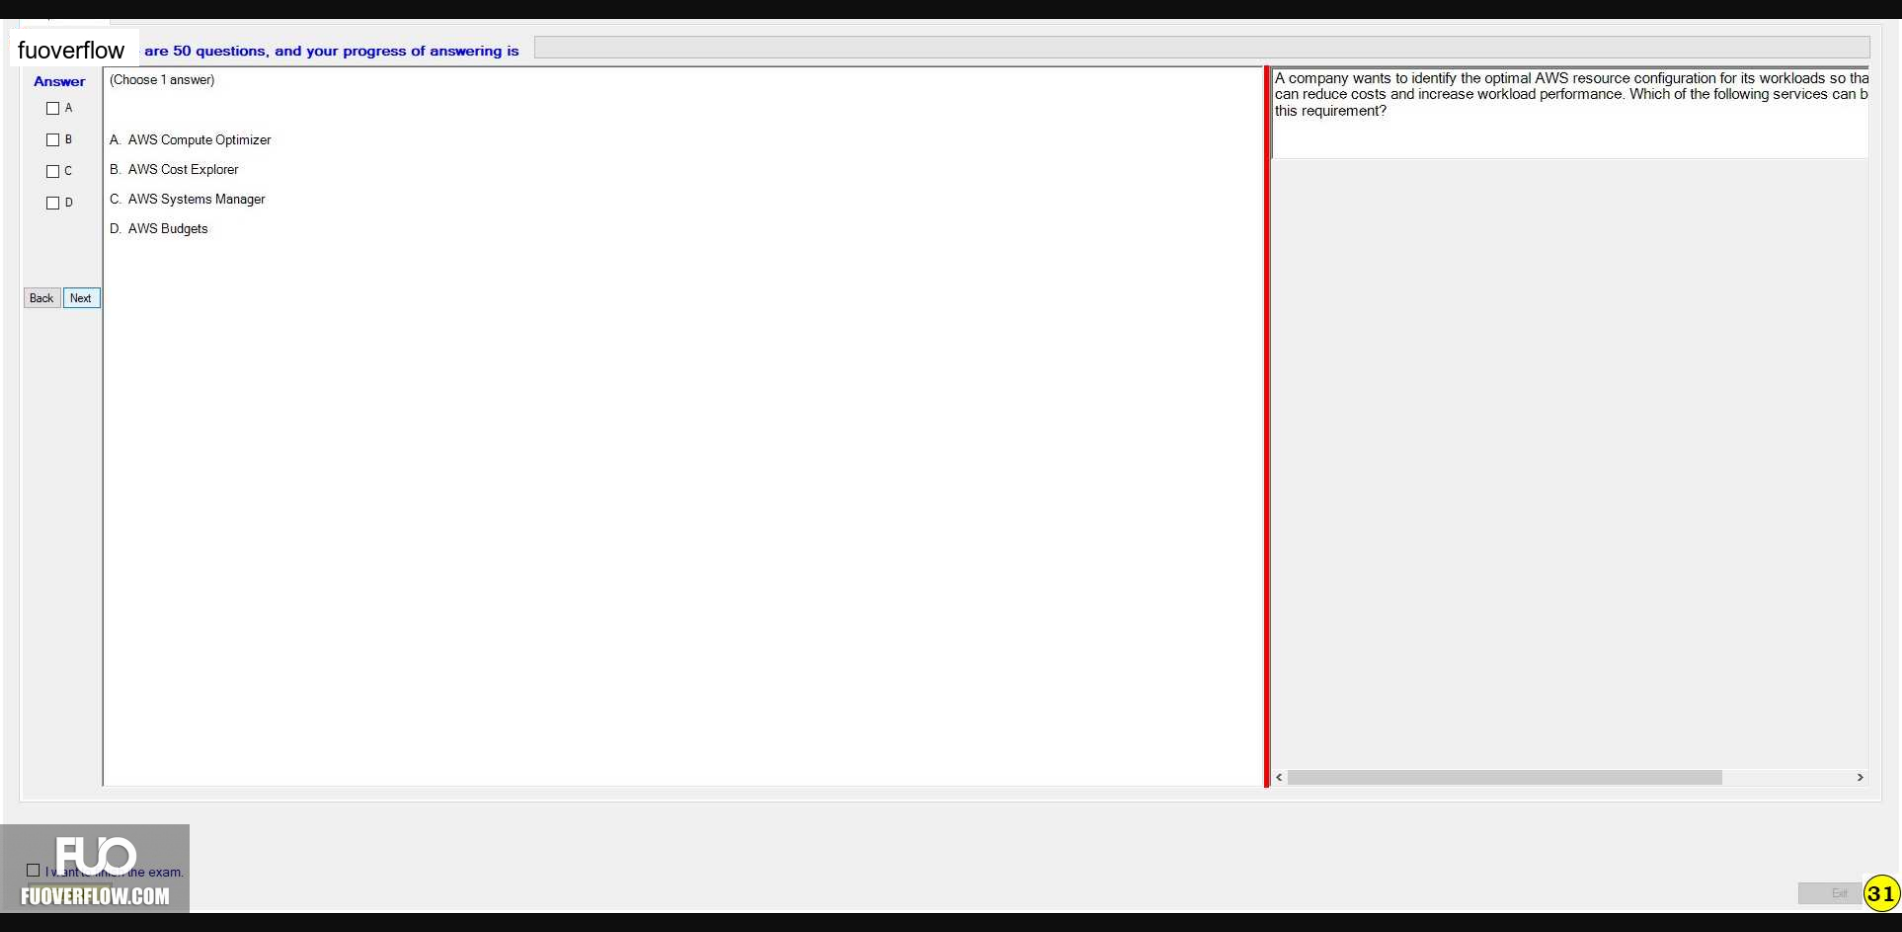 fuoverflow are 50 questions, and your progress of answering is
Answer
A
B
C
D
Back Next
(Choose 1 answer)
A. AWS Compute Optimizer
B. AWS Cost Explorer
C. AWS Systems Manager
D. AWS Budgets
A company wants to identify the optimal AWS resource configuration for its workloads so tha
can reduce costs and increase workload performance. Which of the following services can b
this requirement?
FUO
I want to finish the exam.
FUOVERFLOW.COM
Exit
31